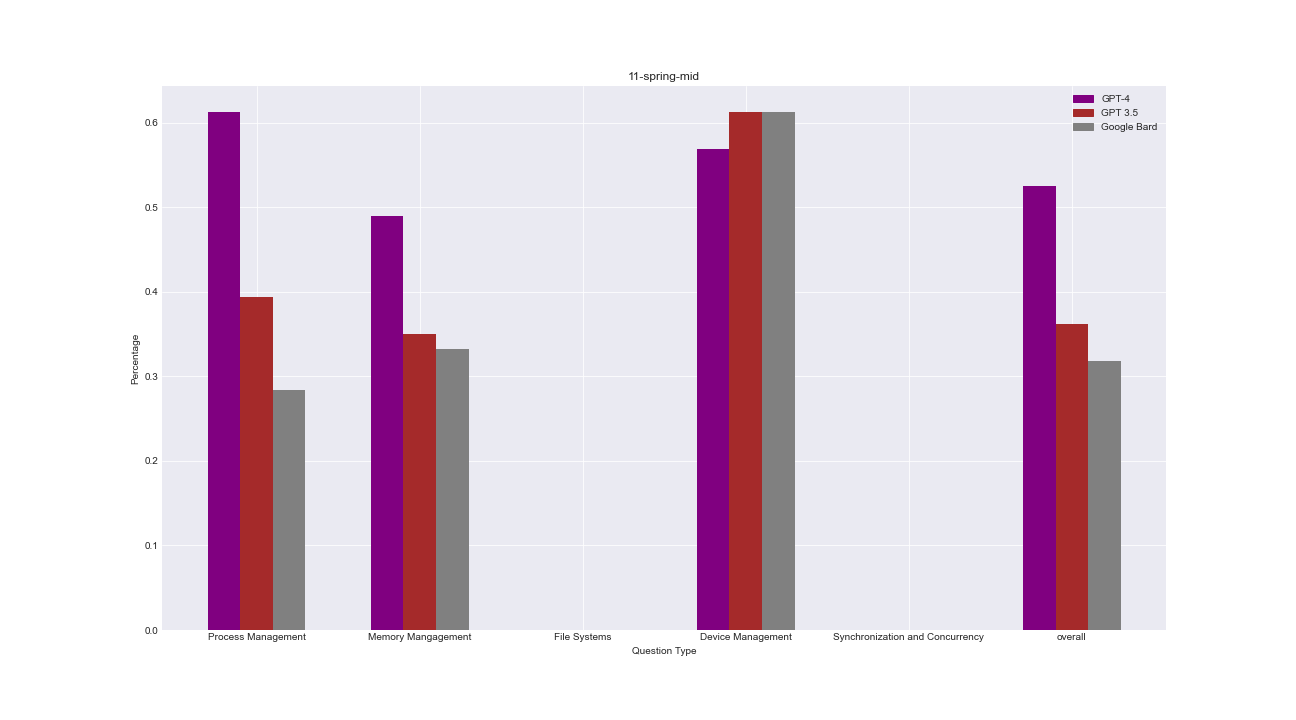 11-spring-mid
GPT-4
GPT 3.5
Google Bard
Percentage
0.6
0.5
0.4
0.3
0.2
0.1
0.0
Process Management
Memory Mangagement
File Systems
Device Management
Synchronization and Concurrency
overall
Question Type